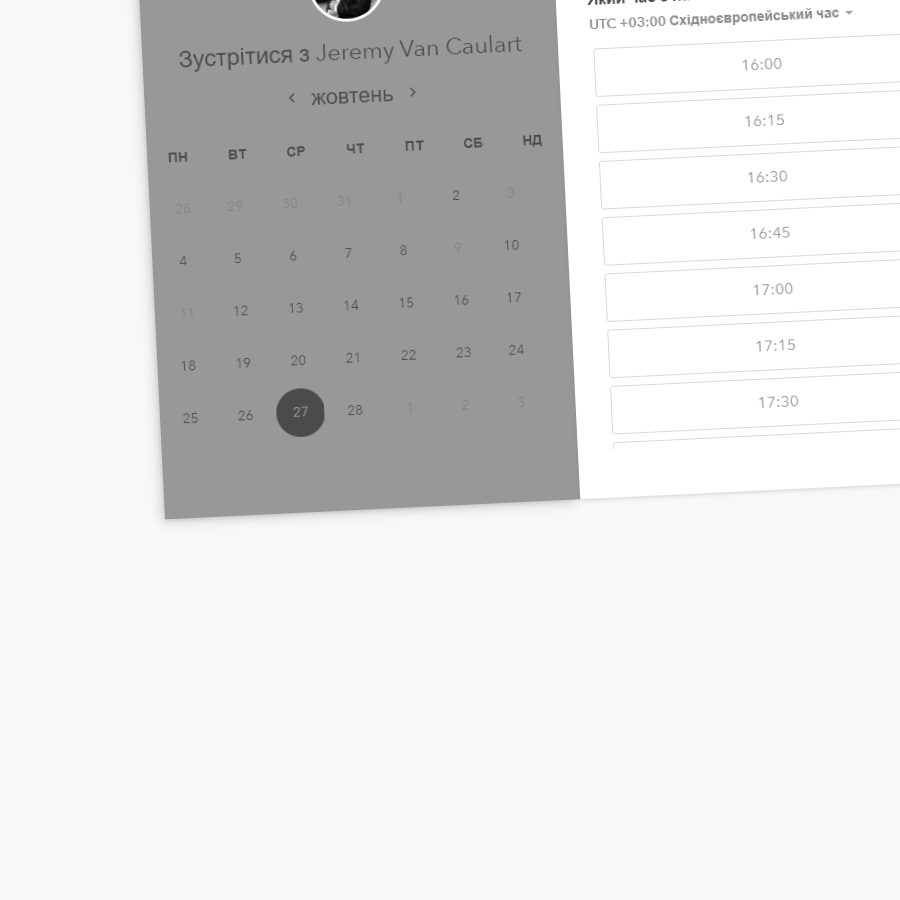 Зустрітися з Jeremy Van Caulart
жовтень
ПН ВТ СР ЧТ ПТ СБ НД
28 29 30 31 1 2 3
4 5 6 7 8 9 10
11 12 13 14 15 16 17
18 19 20 21 22 23 24
25 26 27 28 1 2 3
Який час
UTC +03:00 Східноєвропейський час
16:00
16:15
16:30
16:45
17:00
17:15
17:30